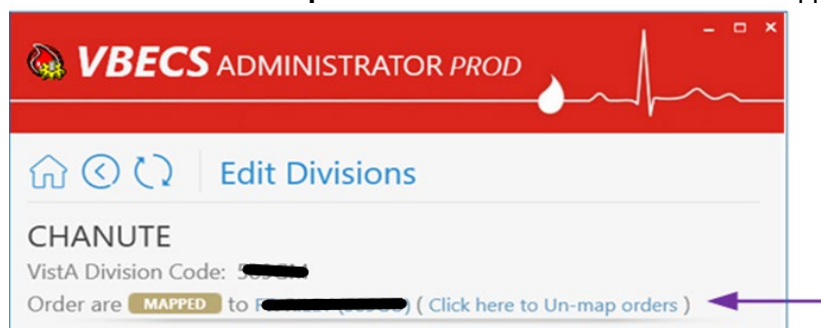 VBECS ADMINISTRATOR PROD
Edit Divisions
CHANUTE
VistA Division Code:
Order are MAPPED to ( Click here to Un-map orders )